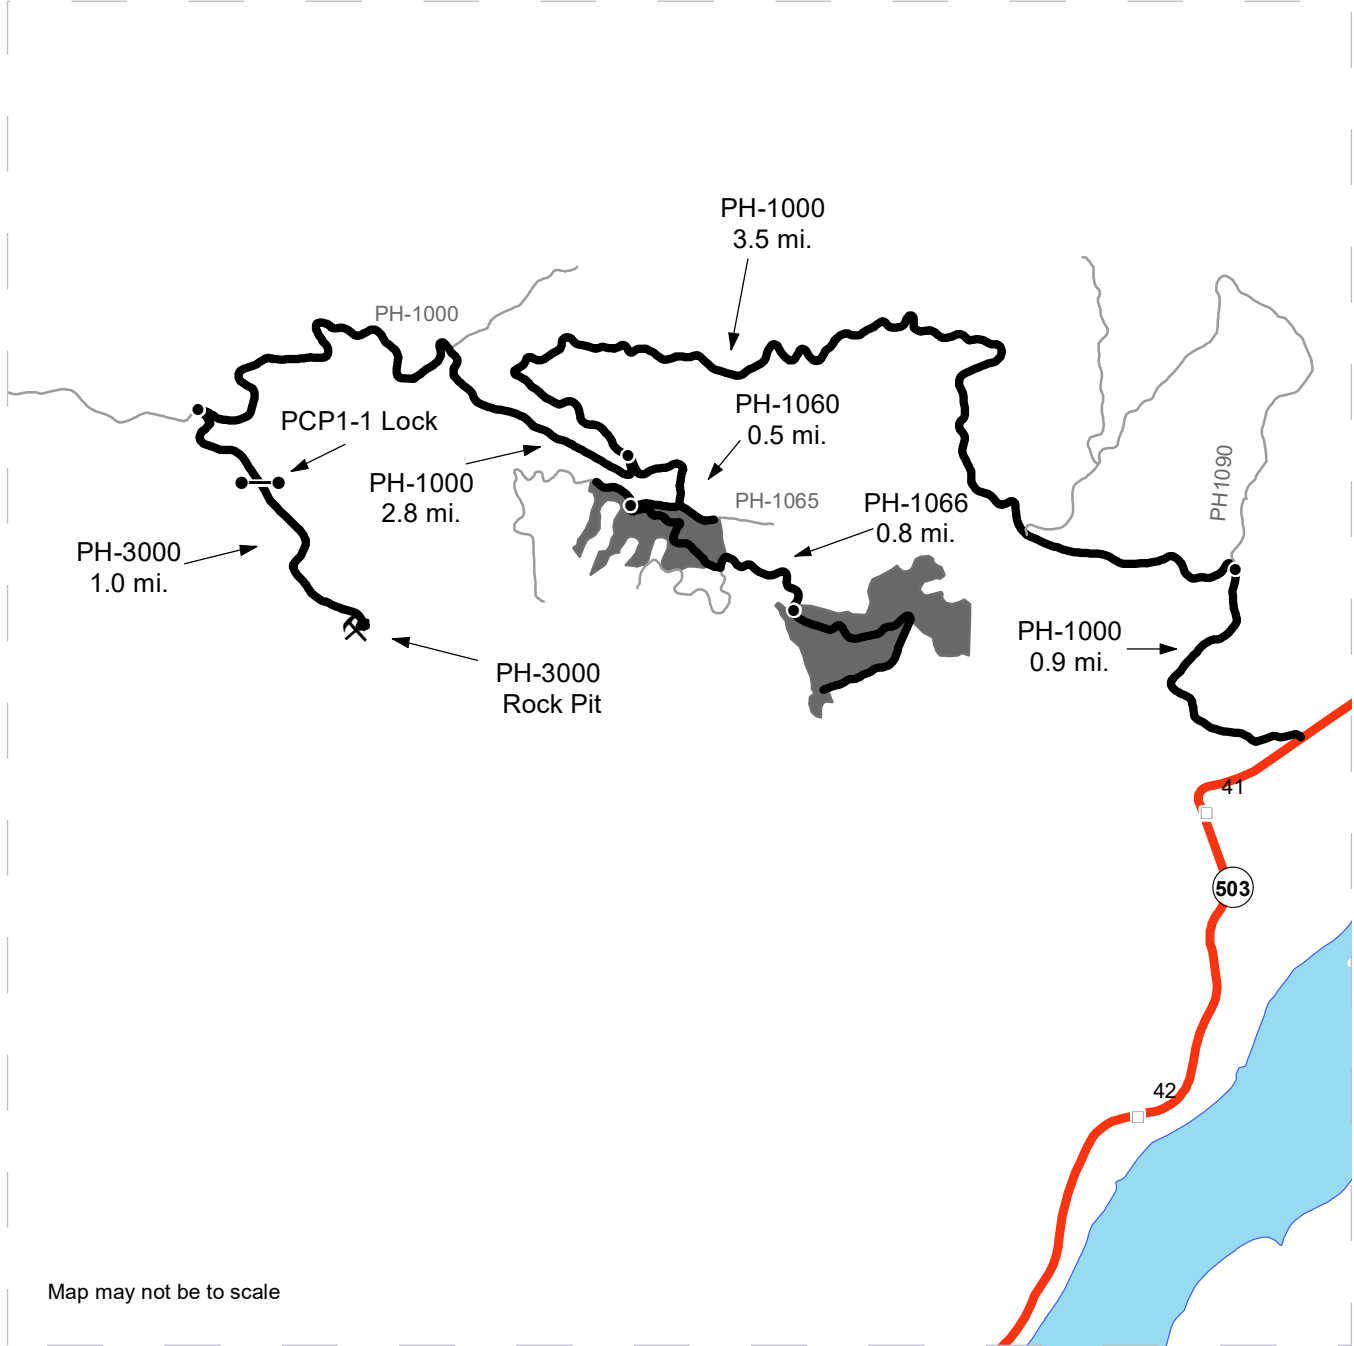 PH-1000
3.5 mi.
PH-1000
PH-1060
0.5 mi.
PCP1-1 Lock
PH-1000
2.8 mi.
PH-1065
PH-1066
0.8 mi.
PH1090
PH-3000
1.0 mi.
PH-1000
0.9 mi.
PH-3000
Rock Pit
41
503
42
Map may not be to scale